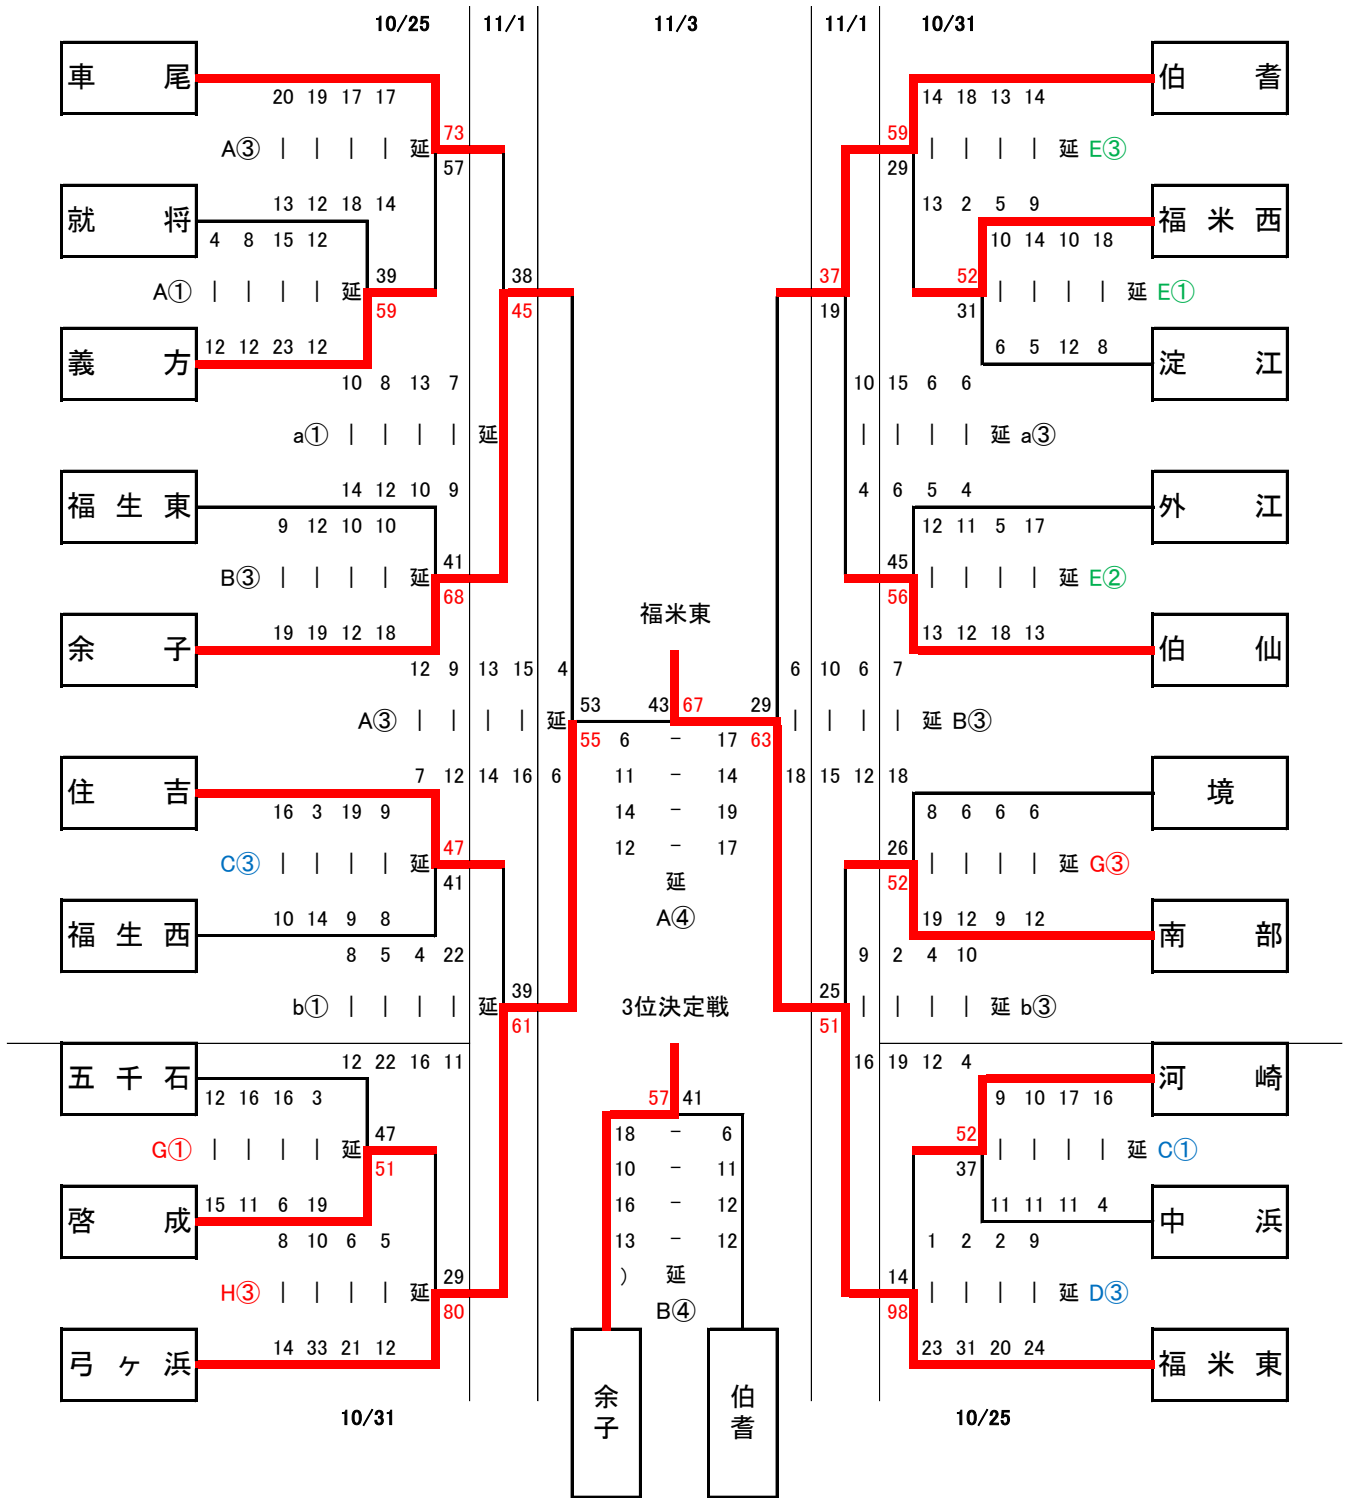 10/25 11/1 11/3 11/1 10/31
車尾 伯耆
20 19 17 17 14 18 13 14
73 59
A③ | | | | 延 | | | | 延 E③
57 29
13 12 18 14 13 2 5 9
就将 福米西
4 8 15 12 10 14 10 18
39 38 37 52
A① | | | | 延 | | | | 延 E①
59 45 19 31
12 12 23 12 6 5 12 8
義方 淀江
10 8 13 7 10 15 6 6
a① | | | | 延 | | | | 延 a③
14 12 10 9 4 6 5 4
福生東 外江
9 12 10 10 12 11 5 17
41 45
B③ | | | | 延 | | | | 延 E②
68 56
福米東
19 19 12 18 13 12 18 13
余子 伯仙
12 9 13 15 4 6 10 6 7
53 43 67 29
A③ | | | | 延 | | | | 延 B③
55 6 - 17 63
7 12 14 16 6 11 - 14 18 15 12 18
住吉 境
16 3 19 9 14 - 19 8 6 6 6
47 12 - 17 26
C③ | | | | 延 | | | | 延 G③
41 延 52
10 14 9 8 A④ 19 12 9 12
福生西 南部
8 5 4 22 9 2 4 10
39 25
b① | | | | 延 3位決定戦 | | | | 延 b③
61 51
12 22 16 11 16 19 12 4
五千石 河崎
12 16 16 3 57 41 9 10 17 16
47 18 - 6 52
G① | | | | 延 | | | | 延 C①
51 10 - 11 37
15 11 6 19 16 - 12 11 11 11 4
啓成 中浜
8 10 6 5 13 - 12 1 2 2 9
29 ) 延 14
H③ | | | | 延 | | | | 延 D③
80 B④ 98
14 33 21 12 23 31 20 24
弓ヶ浜 福米東
余子 伯耆
10/31 10/25